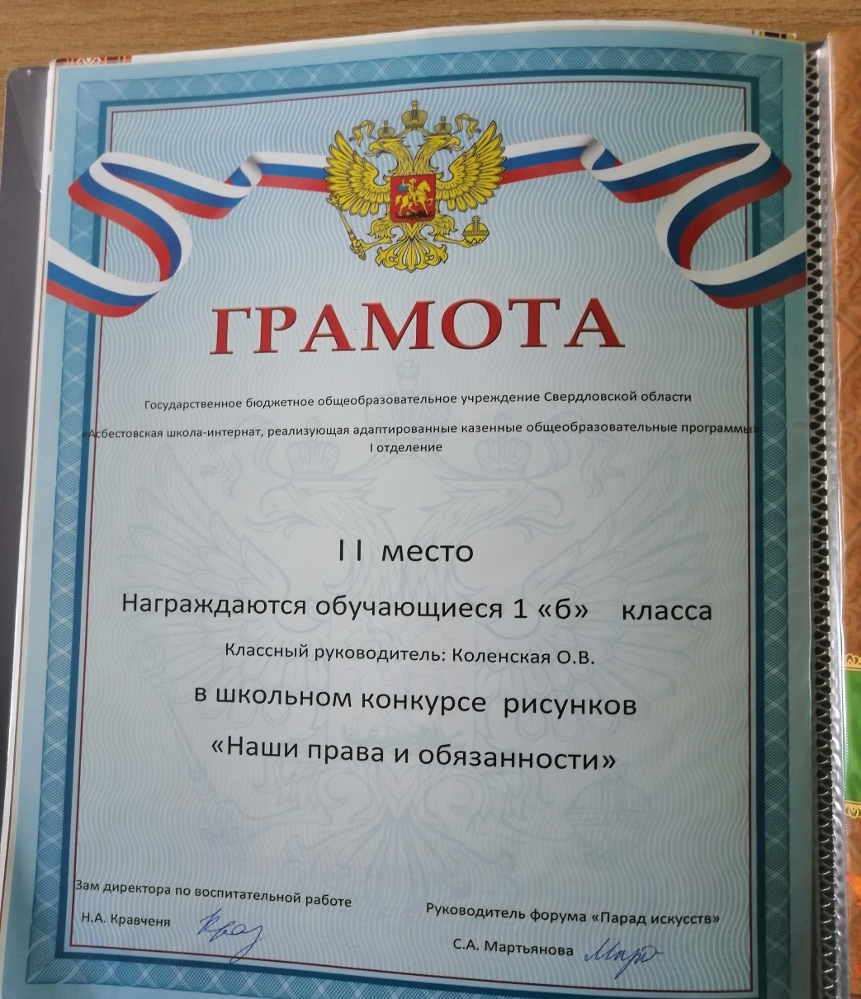 ГРАМОТА
Государственное бюджетное общеобразовательное учреждение Свердловской области
«Асбестовская школа-интернат, реализующая адаптированные казенные общеобразовательные программы»
I отделение
I I место
Награждаются обучающиеся 1 «б» класса
Классный руководитель: Коленская О.В.
в школьном конкурсе рисунков
«Наши права и обязанности»
Зам директора по воспитательной работе
Н.А. Кравченя
Руководитель форума «Парад искусств»
С.А. Мартьянова